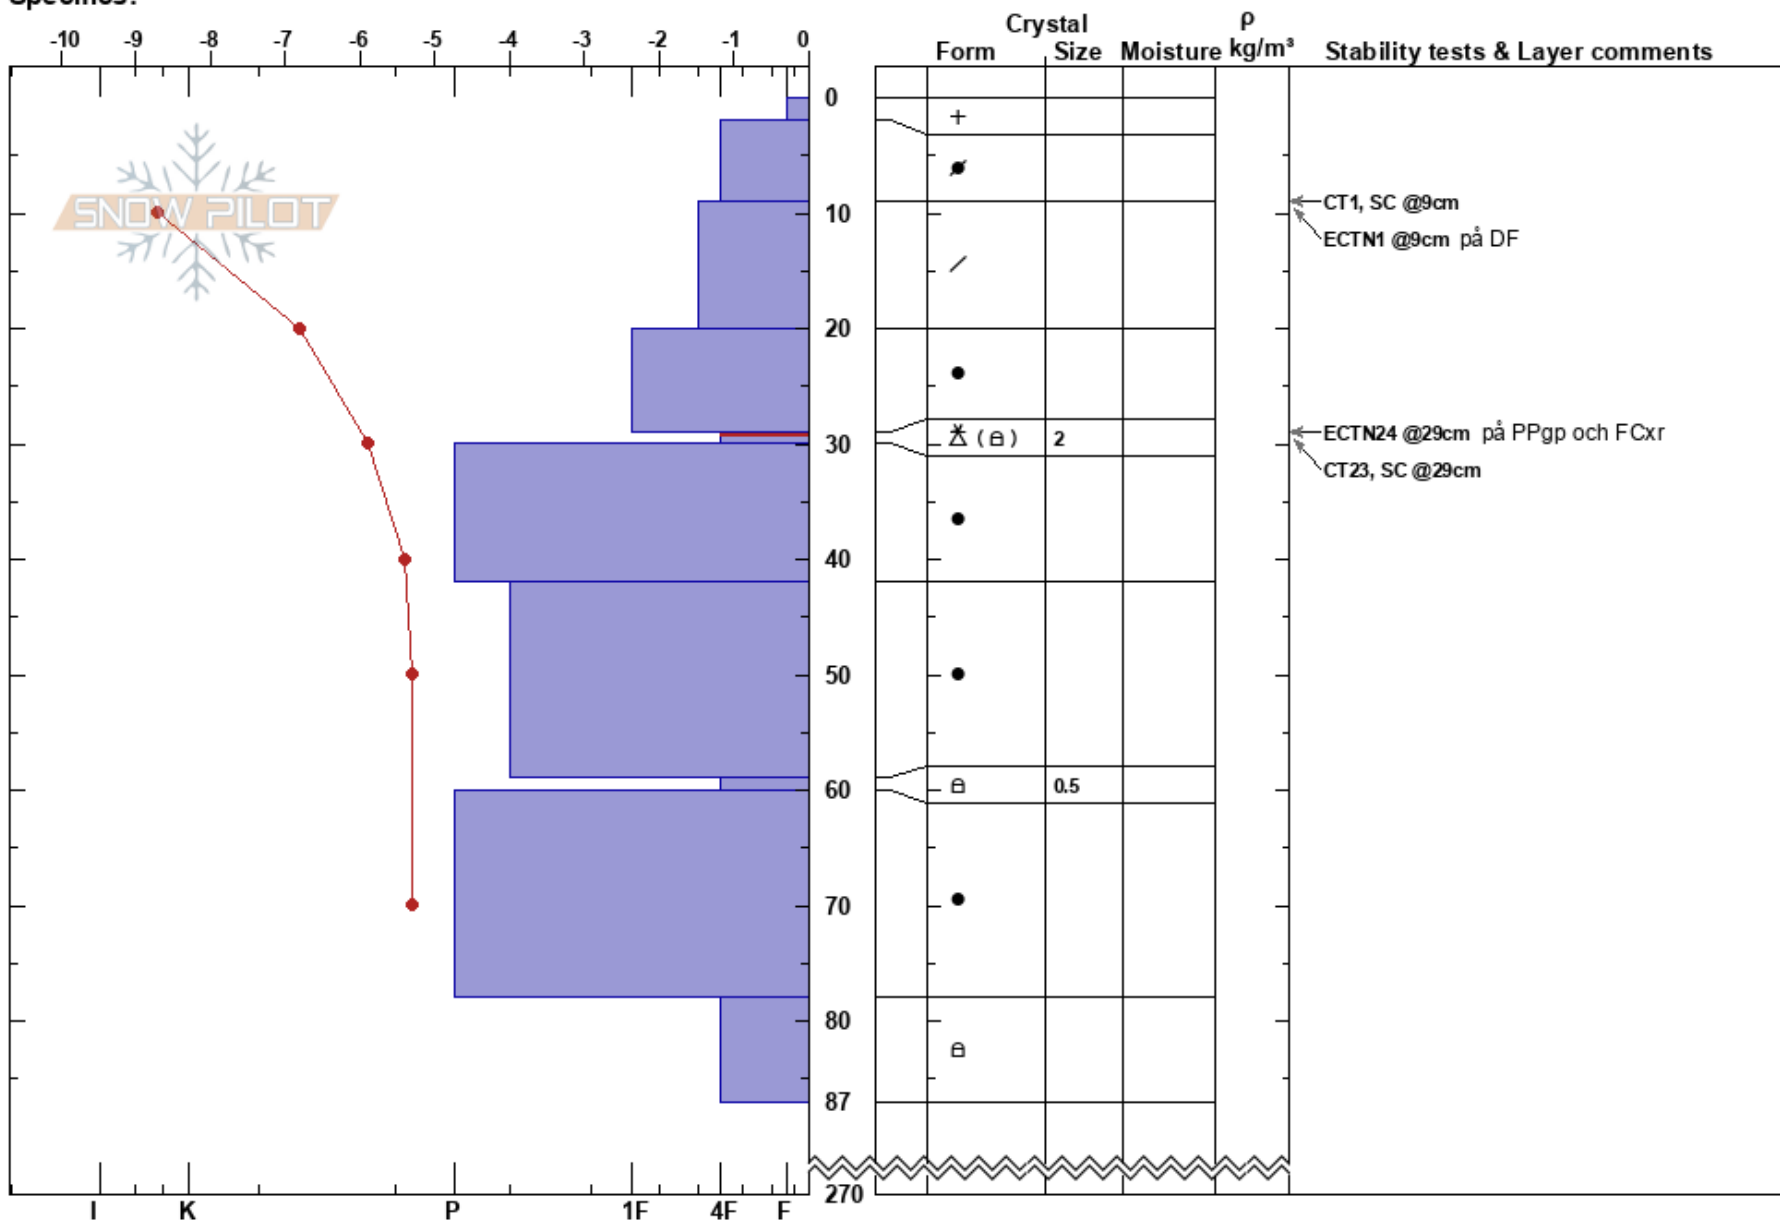 Specifics:
Crystal ρ
Form Size Moisture kg/m³ Stability tests & Layer comments
-10 -9 -8 -7 -6 -5 -4 -3 -2 -1 0
0
SNOW PILOT
CT1, SC @9cm
10
ECTN1 @9cm på DF
20
30
2
ECTN24 @29cm på PPgp och FCxr
CT23, SC @29cm
40
50
60
0.5
70
80
87
270
I K P 1F 4F F